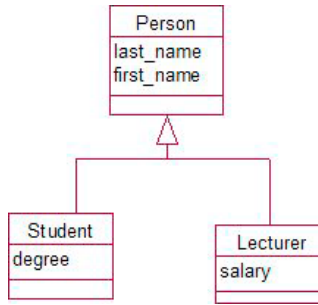 Person
last_name
first_name
Student
degree
Lecturer
salary